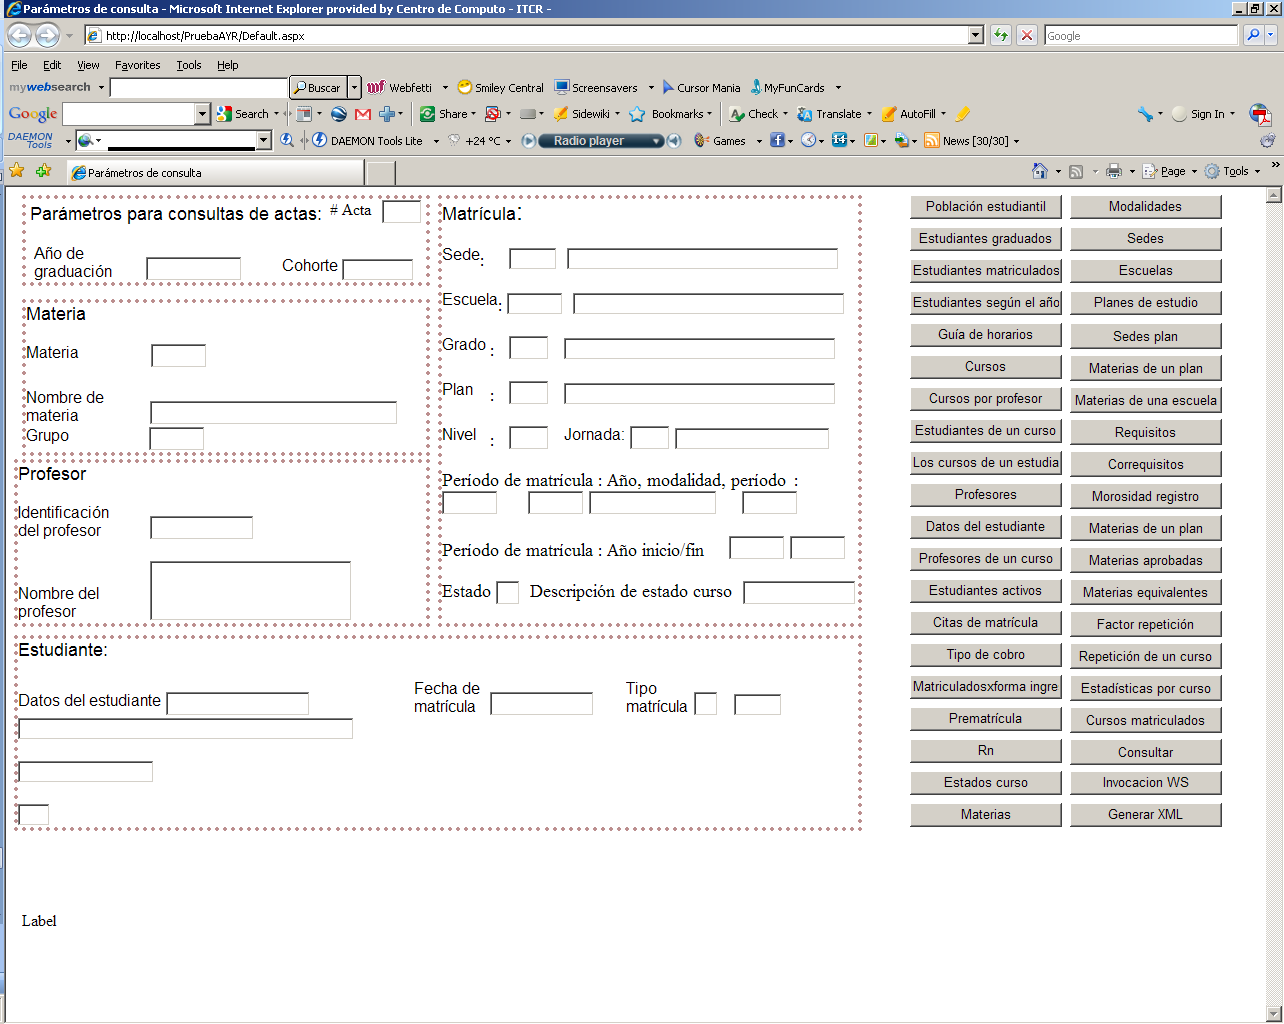 Parámetros de consulta - Microsoft Internet Explorer provided by Centro de Computo - ITCR -
http://localhost/PruebaAYR/Default.aspx
Google
File Edit View Favorites Tools Help
mywebsearch Buscar Webfetti Smiley Central Screensavers Cursor Mania MyFunCards
Google Search Share Sidewiki Bookmarks Check Translate AutoFill Sign In
DAEMON Tools DAEMON Tools Lite +24 °C Radio player Games 14 News [30/30]
Parámetros de consulta Page Tools
Parámetros para consultas de actas: # Acta
Año de graduación
Cohorte
Materia
Materia
Nombre de materia
Grupo
Profesor
Identificación del profesor
Nombre del profesor
Matrícula:
Sede:
Escuela:
Grado :
Plan :
Nivel : Jornada:
Período de matrícula : Año, modalidad, período :
Período de matrícula : Año inicio/fin
Estado Descripción de estado curso
Estudiante:
Datos del estudiante
Fecha de matrícula
Tipo matrícula
Población estudiantil Modalidades
Estudiantes graduados Sedes
Estudiantes matriculados Escuelas
Estudiantes según el año Planes de estudio
Guía de horarios Sedes plan
Cursos Materias de un plan
Cursos por profesor Materias de una escuela
Estudiantes de un curso Requisitos
Los cursos de un estudia Correquisitos
Profesores Morosidad registro
Datos del estudiante Materias de un plan
Profesores de un curso Materias aprobadas
Estudiantes activos Materias equivalentes
Citas de matrícula Factor repetición
Tipo de cobro Repetición de un curso
Matriculadosxforma ingre Estadísticas por curso
Prematrícula Cursos matriculados
Rn Consultar
Estados curso Invocacion WS
Materias Generar XML
Label